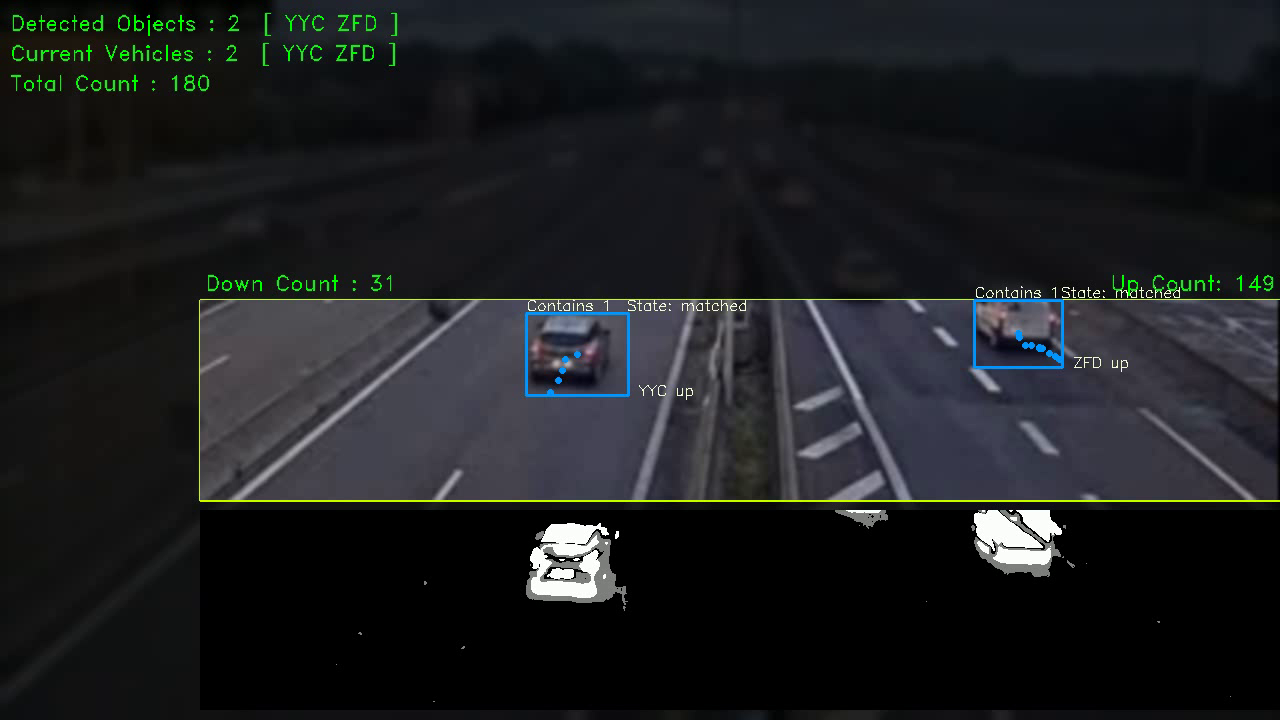 Detected Objects : 2 [ YYC ZFD ]
Current Vehicles : 2 [ YYC ZFD ]
Total Count : 180
Down Count : 31
Up Count: 149
Contains 1 State: matched
Contains 1 State: matched
ZFD up
YYC up